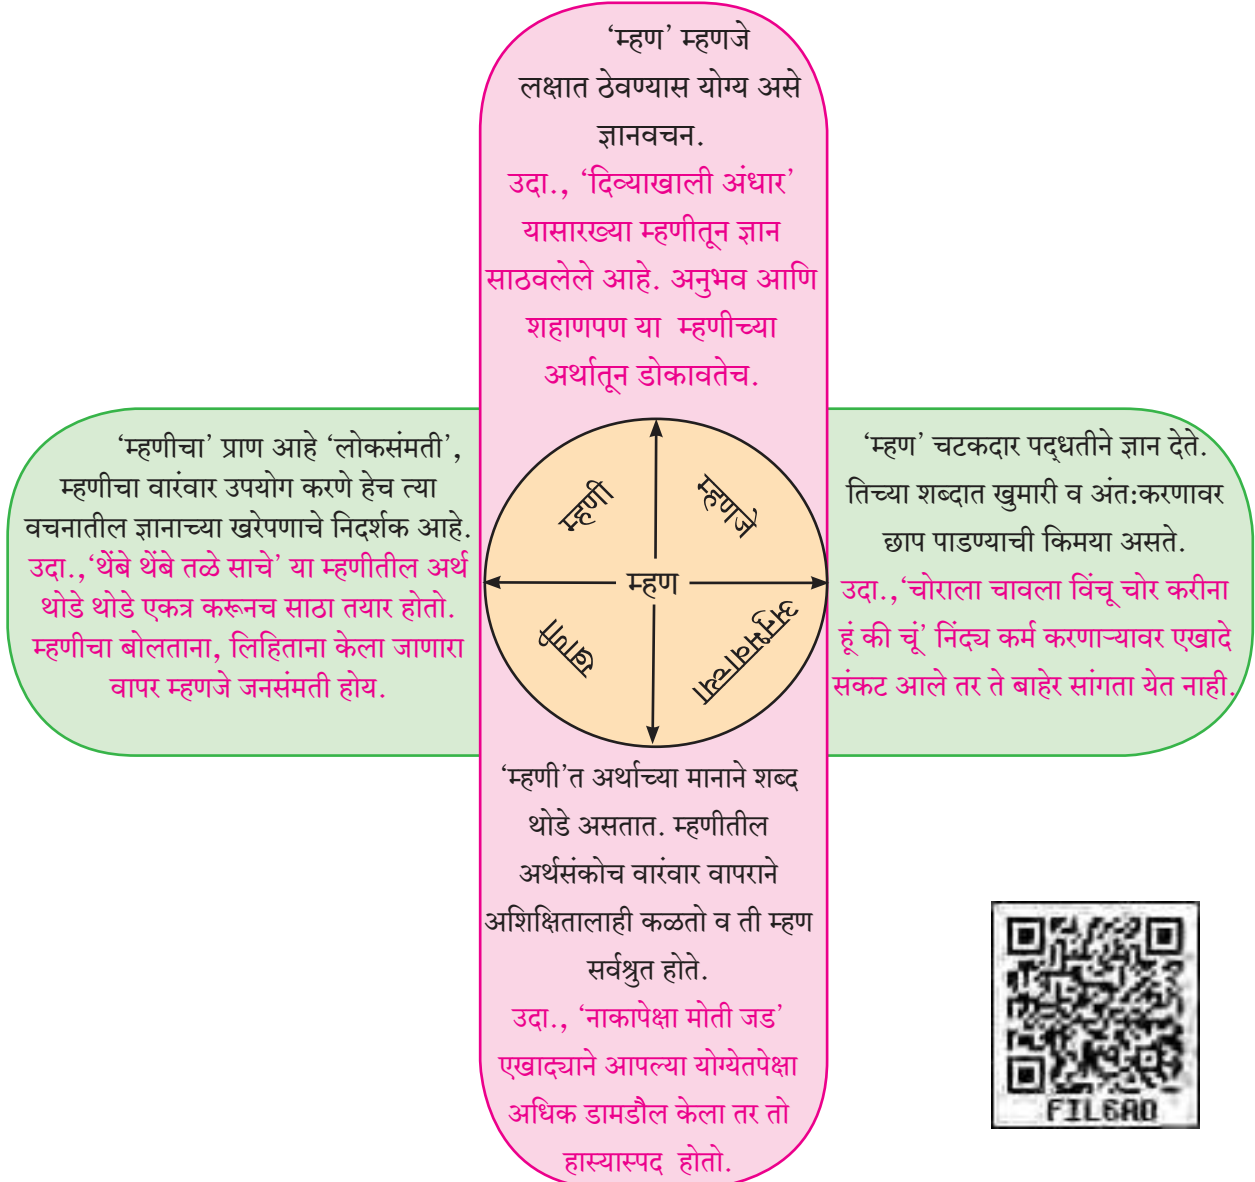 ‘म्हण’ म्हणजे
लक्षात ठेवण्यास योग्य असे
ज्ञानवचन.
उदा., ‘दिव्याखाली अंधार’
यासारख्या म्हणीतून ज्ञान
साठवलेले आहे. अनुभव आणि
शहाणपण या म्हणीच्या
अर्थातून डोकावतेच.
‘म्हणीचा’ प्राण आहे ‘लोकसंमती’,
म्हणीचा वारंवार उपयोग करणे हेच त्या
वचनातील ज्ञानाच्या खरेपणाचे निदर्शक आहे.
उदा.,‘थेंबे थेंबे तळे साचे’ या म्हणीतील अर्थ
थोडे थोडे एकत्र करूनच साठा तयार होतो.
म्हणीचा बोलताना, लिहिताना केला जाणारा
वापर म्हणजे जनसंमती होय.
म्हणी
म्हणजे
म्हण
खाणी
अनुभवाच्या
‘म्हण’ चटकदार पद्धतीने ज्ञान देते.
तिच्या शब्दात खुमारी व अंत:करणावर
छाप पाडण्याची किमया असते.
उदा.,‘चोराला चावला विंचू चोर करीना
हूं की चूं’ निंद्य कर्म करणाऱ्यावर एखादे
संकट आले तर ते बाहेर सांगता येत नाही.
‘म्हणी’त अर्थाच्या मानाने शब्द
थोडे असतात. म्हणीतील
अर्थसंकोच वारंवार वापराने
अशिक्षितालाही कळतो व ती म्हण
सर्वश्रुत होते.
उदा., ‘नाकापेक्षा मोती जड’
एखाद्याने आपल्या योग्येतपेक्षा
अधिक डामडौल केला तर तो
हास्यास्पद होतो.
FIL6AD